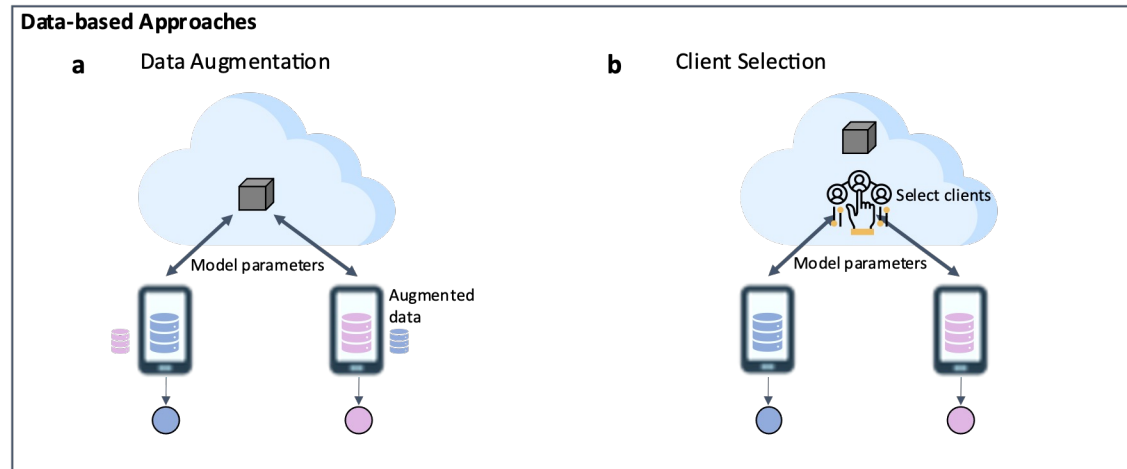 Data-based Approaches
a Data Augmentation
Model parameters
Augmented
data
b Client Selection
Select clients
Model parameters